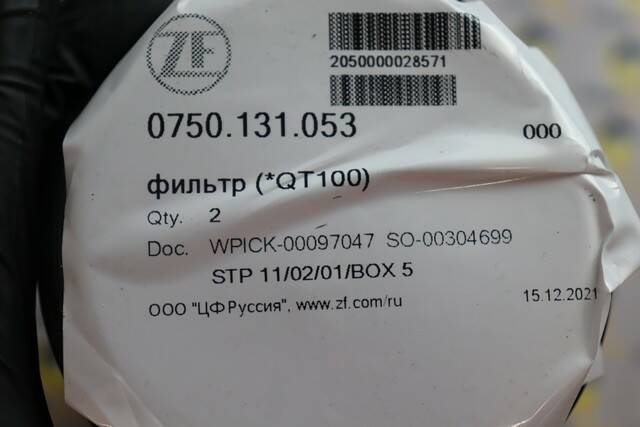 ZF
2050000028571
0750.131.053
000
фильтр (*QT100)
Qty. 2
Doc. WPICK-00097047 SO-00304699
STP 11/02/01/BOX 5
ООО "ЦФ Руссия", www.zf.com/ru
15.12.2021